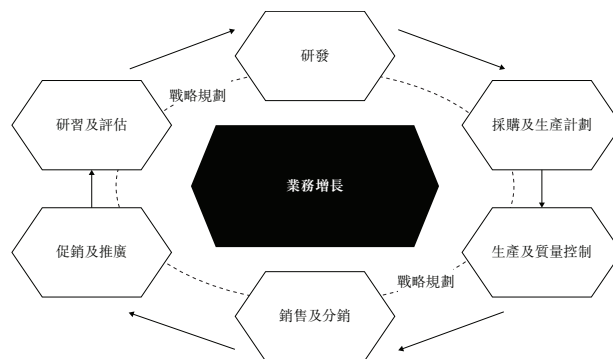 研發
戰略規劃
研習及評估
採購及生產計劃
業務增長
促銷及推廣
生產及質量控制
戰略規劃
銷售及分銷